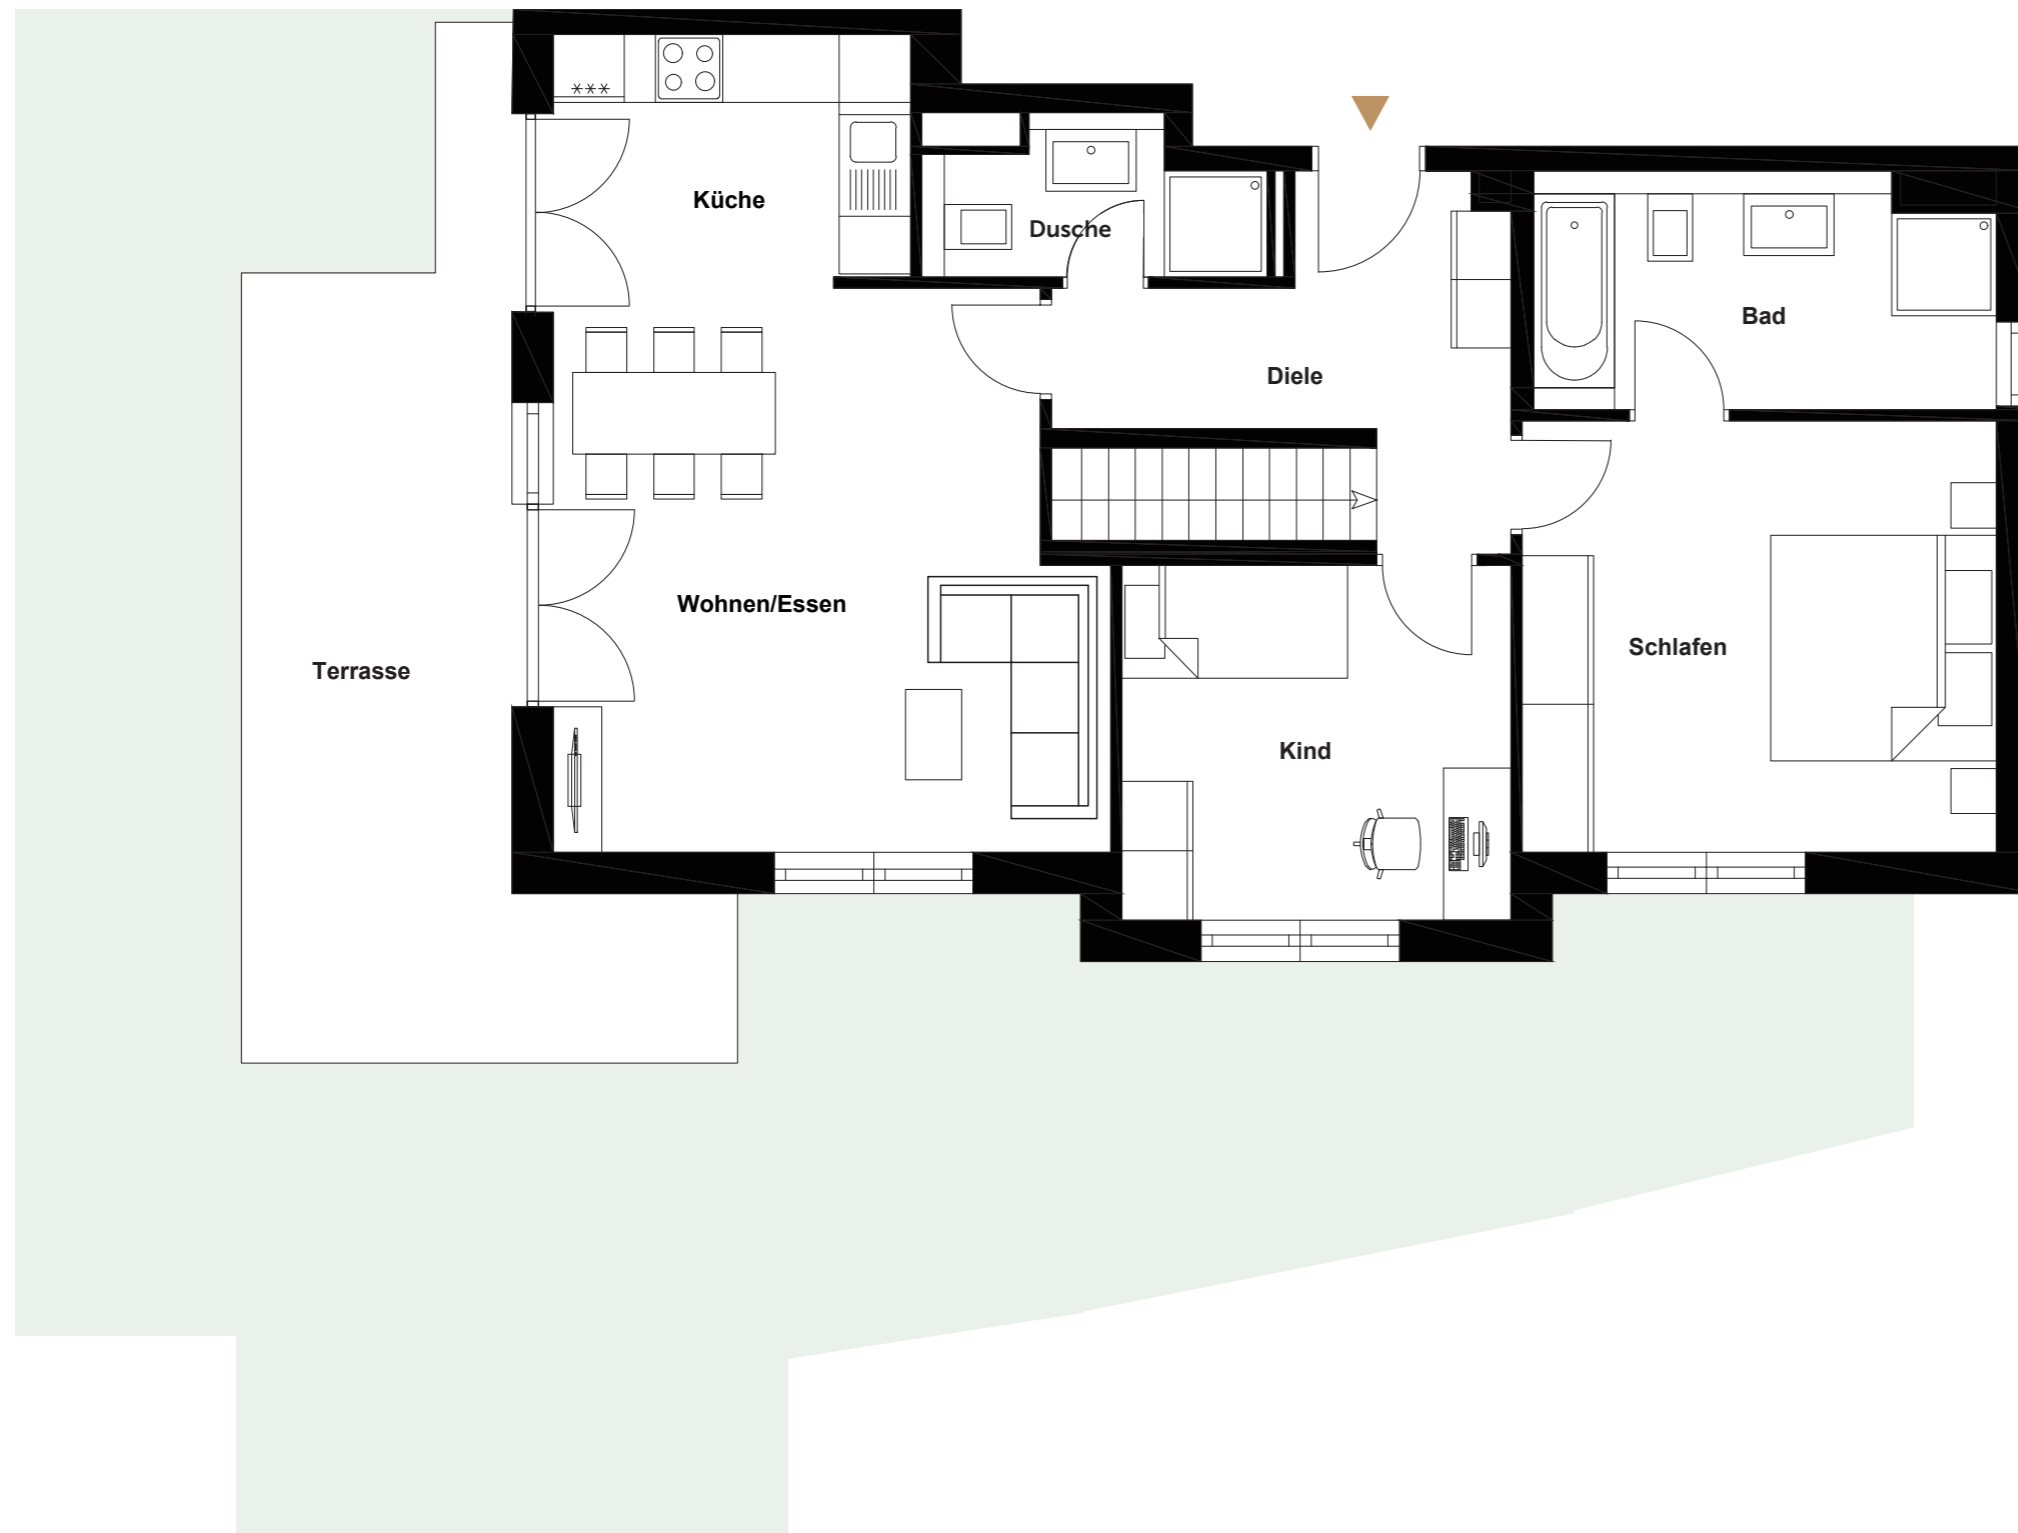 Küche
Dusche
Bad
Diele
Wohnen/Essen
Schlafen
Terrasse
Kind